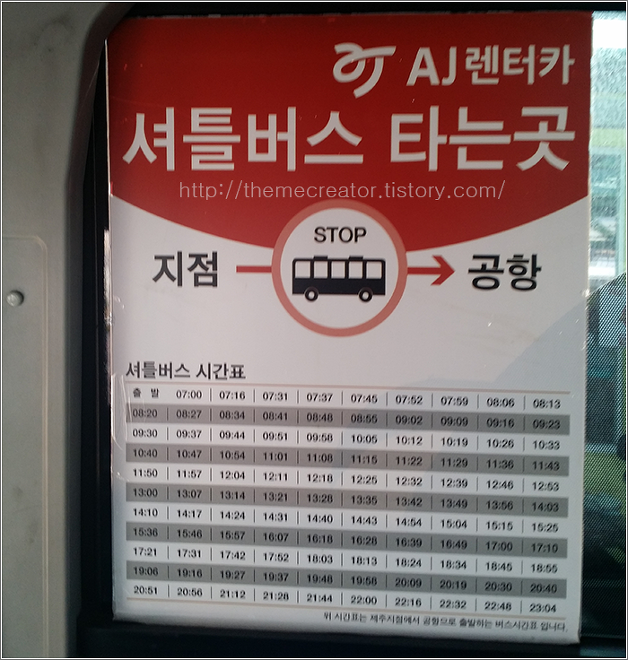 AJ렌터카
셔틀버스 타는곳
http://themecreator.tistory.com/
STOP
지점
공항
셔틀버스 시간표
출 발 07:00 07:16 07:31 07:37 07:45 07:52 07:59 08:06 08:13
08:20 08:27 08:34 08:41 08:48 08:55 09:02 09:09 09:16 09:23
09:30 09:37 09:44 09:51 09:58 10:05 10:12 10:19 10:26 10:33
10:40 10:47 10:54 11:01 11:08 11:15 11:22 11:29 11:36 11:43
11:50 11:57 12:04 12:11 12:18 12:25 12:32 12:39 12:46 12:53
13:00 13:07 13:14 13:21 13:28 13:35 13:42 13:49 13:56 14:03
14:10 14:17 14:24 14:31 14:40 14:43 14:54 15:04 15:15 15:25
15:36 15:46 15:57 16:07 16:18 16:28 16:39 16:49 17:00 17:10
17:21 17:31 17:42 17:52 18:03 18:13 18:24 18:34 18:45 18:55
19:06 19:16 19:27 19:37 19:48 19:58 20:09 20:19 20:30 20:40
20:51 20:56 21:12 21:28 21:44 22:00 22:16 22:32 22:48 23:04
위 시간표는 제주지점에서 공항으로 출발하는 버스시간표 입니다.